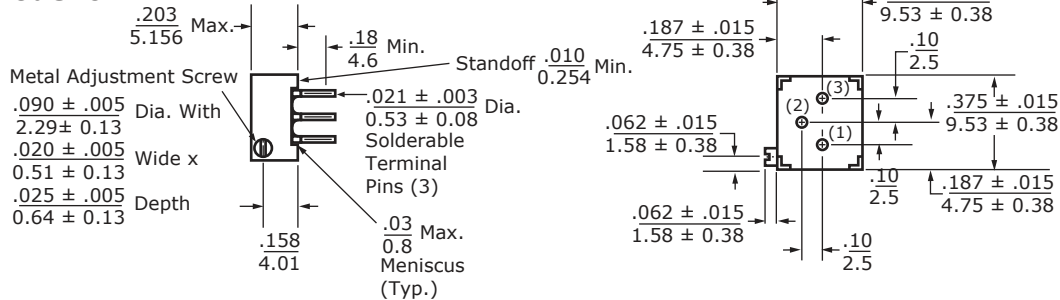 .203
5.156 Max.
.18
4.6 Min.
Standoff .010
0.254 Min.
Metal Adjustment Screw
.090 ± .005
2.29± 0.13 Dia. With
.020 ± .005
0.51 ± 0.13 Wide x
.025 ± .005
0.64 ± 0.13 Depth
.021 ± .003
0.53 ± 0.08 Dia.
Solderable
Terminal
Pins (3)
.158
4.01
.03
0.8 Max.
Meniscus
(Typ.)
9.53 ± 0.38
.187 ± .015
4.75 ± 0.38
.10
2.5
(3)
(2)
(1)
.375 ± .015
9.53 ± 0.38
.062 ± .015
1.58 ± 0.38
.10
2.5
.187 ± .015
4.75 ± 0.38
.062 ± .015
1.58 ± 0.38
.10
2.5